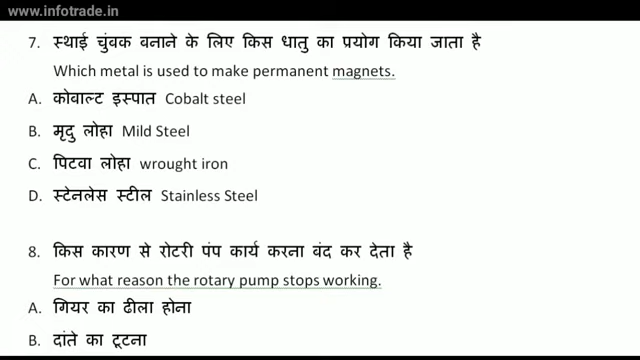 www.infotrade.in
7. स्थाई चुंबक बनाने के लिए किस धातु का प्रयोग किया जाता है
Which metal is used to make permanent magnets.
A. कोबाल्ट इस्पात Cobalt steel
B. मृदु लोहा Mild Steel
C. पिटवा लोहा wrought iron
D. स्टेनलेस स्टील Stainless Steel
8. किस कारण से रोटरी पंप कार्य करना बंद कर देता है
For what reason the rotary pump stops working.
A. गियर का ढीला होना
B. दांते का टूटना